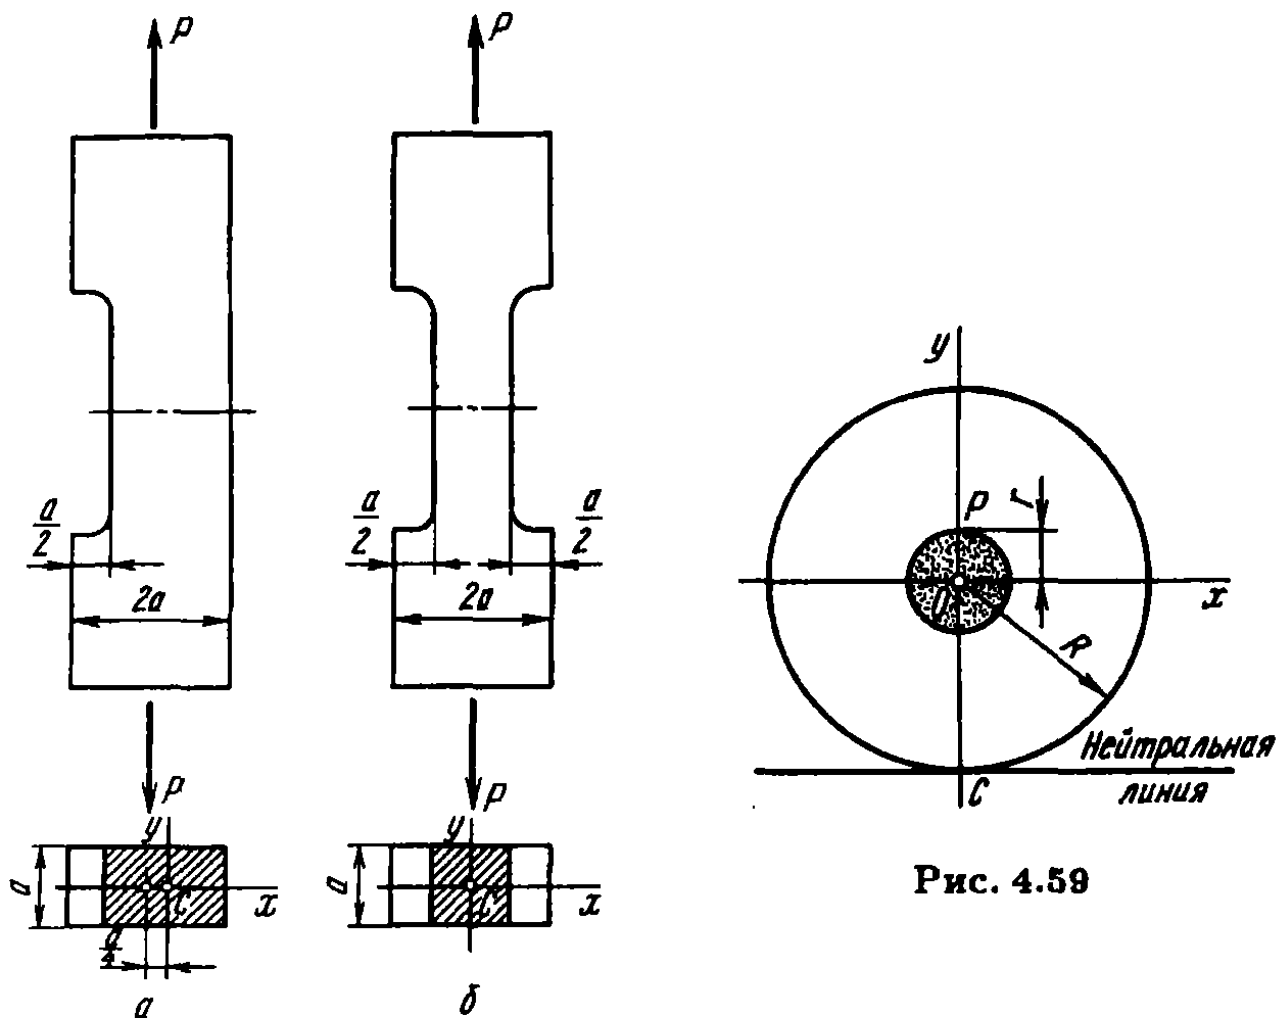 P P
a/2 a/2 a/2
2a 2a
P P
y y
a a
C x C x
a/4
а б
y
P r
O x
R
Нейтральная
линия
C
Рис. 4.59